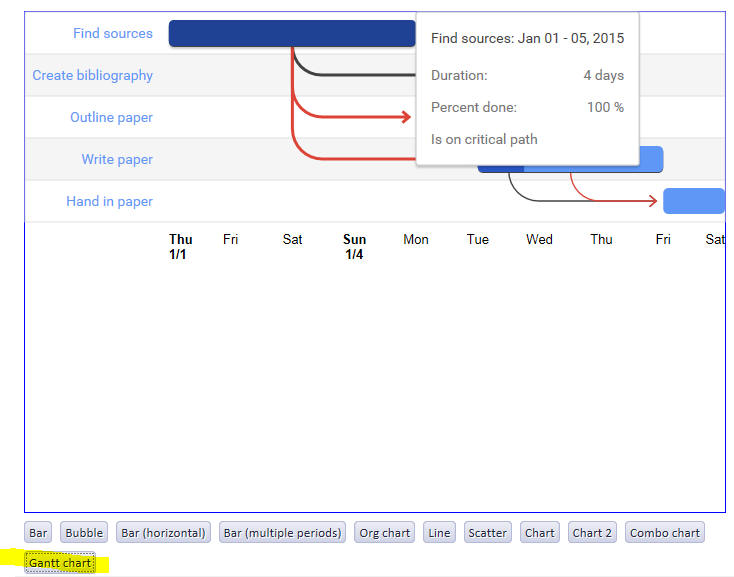 Find sources
Find sources: Jan 01 - 05, 2015
Create bibliography
Duration: 4 days
Percent done: 100 %
Outline paper
Is on critical path
Write paper
Hand in paper
Thu Fri Sat Sun Mon Tue Wed Thu Fri Sat
1/1 1/4
Bar Bubble Bar (horizontal) Bar (multiple periods) Org chart Line Scatter Chart Chart 2 Combo chart
Gantt chart